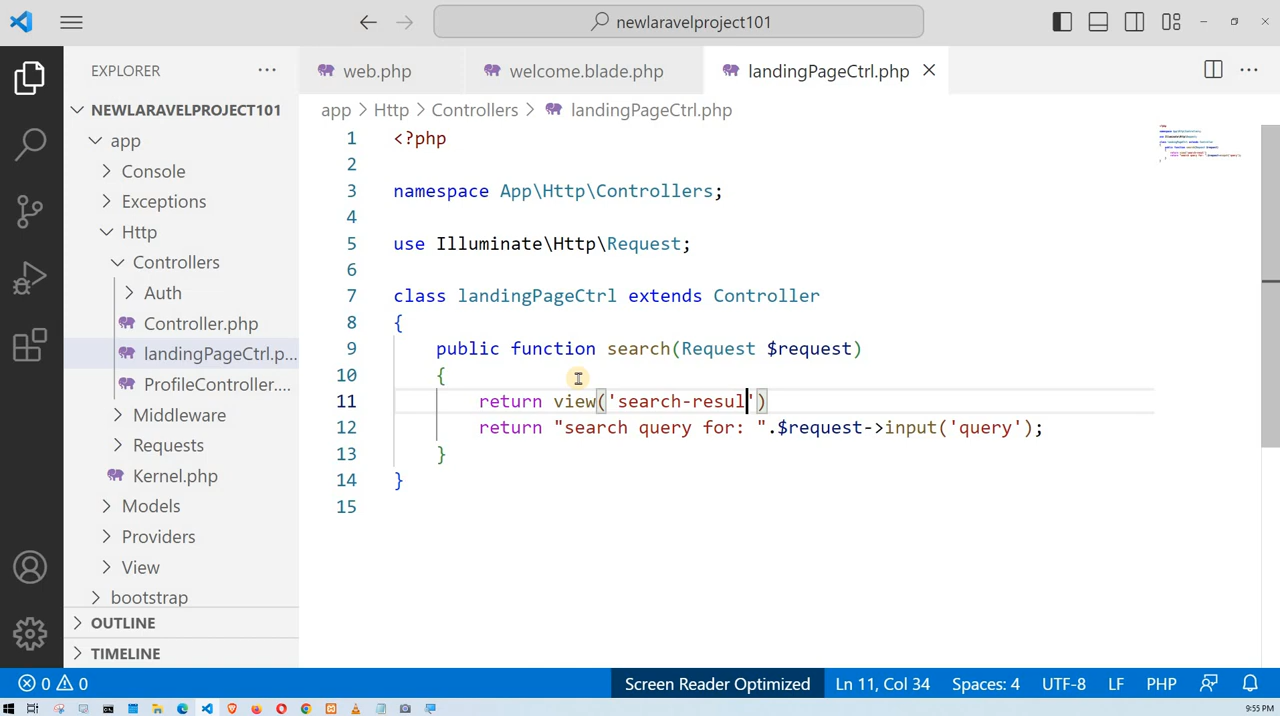 newlaravelproject101
EXPLORER
web.php
welcome.blade.php
landingPageCtrl.php
NEWLARAVELPROJECT101
app > Http > Controllers > landingPageCtrl.php
app
Console
Exceptions
Http
Controllers
Auth
Controller.php
landingPageCtrl.p...
ProfileController....
Middleware
Requests
Kernel.php
Models
Providers
View
bootstrap
OUTLINE
TIMELINE
1 <?php
2
3 namespace App\Http\Controllers;
4
5 use Illuminate\Http\Request;
6
7 class landingPageCtrl extends Controller
8 {
9 public function search(Request $request)
10 {
11 return view('search-resul')
12 return "search query for: ".$request->input('query');
13 }
14 }
15
0 0 Screen Reader Optimized Ln 11, Col 34 Spaces: 4 UTF-8 LF PHP
9:55 PM